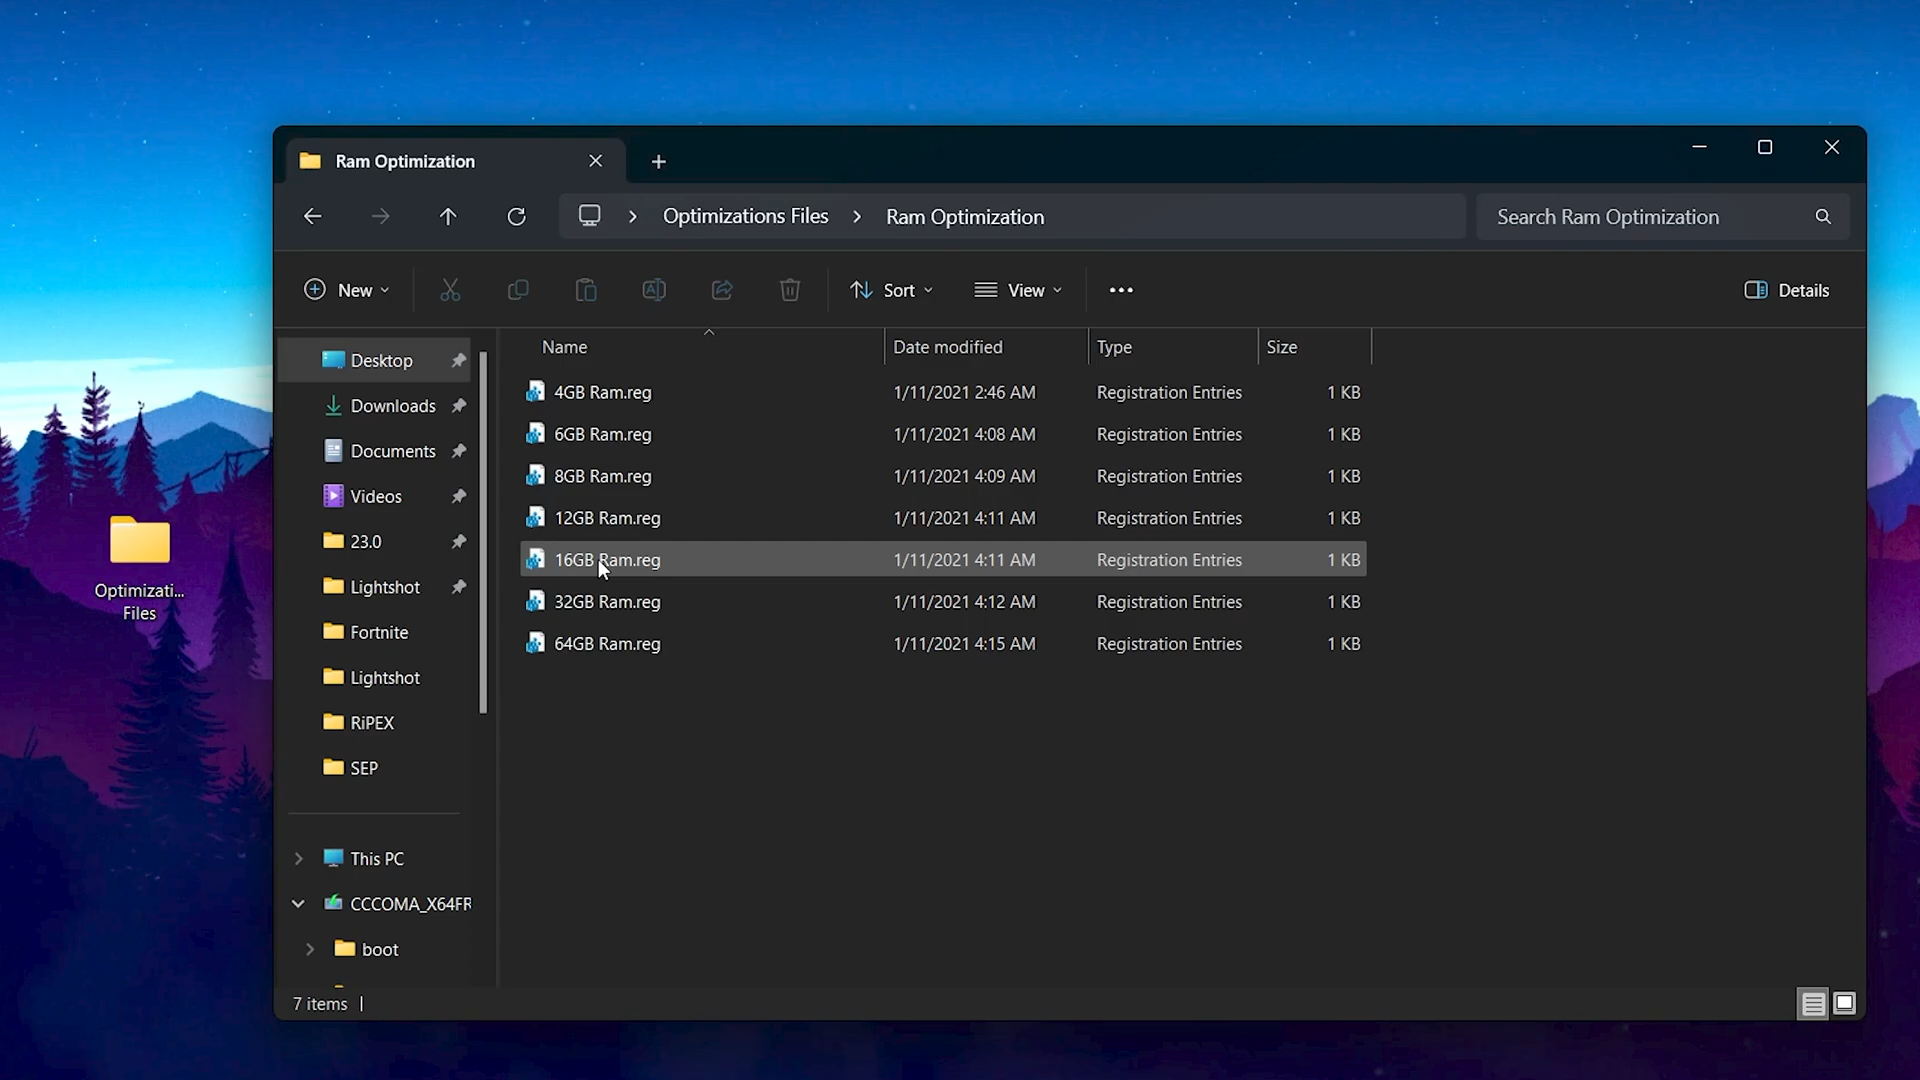 Ram Optimization
Optimizations Files > Ram Optimization
Search Ram Optimization
New
Sort
View
Details
Name Date modified Type Size
4GB Ram.reg 1/11/2021 2:46 AM Registration Entries 1 KB
6GB Ram.reg 1/11/2021 4:08 AM Registration Entries 1 KB
8GB Ram.reg 1/11/2021 4:09 AM Registration Entries 1 KB
12GB Ram.reg 1/11/2021 4:11 AM Registration Entries 1 KB
16GB Ram.reg 1/11/2021 4:11 AM Registration Entries 1 KB
32GB Ram.reg 1/11/2021 4:12 AM Registration Entries 1 KB
64GB Ram.reg 1/11/2021 4:15 AM Registration Entries 1 KB
Desktop
Downloads
Documents
Videos
23.0
Lightshot
Fortnite
Lightshot
RiPEX
SEP
This PC
CCCOMA_X64FR
boot
7 items
Optimizati...
Files